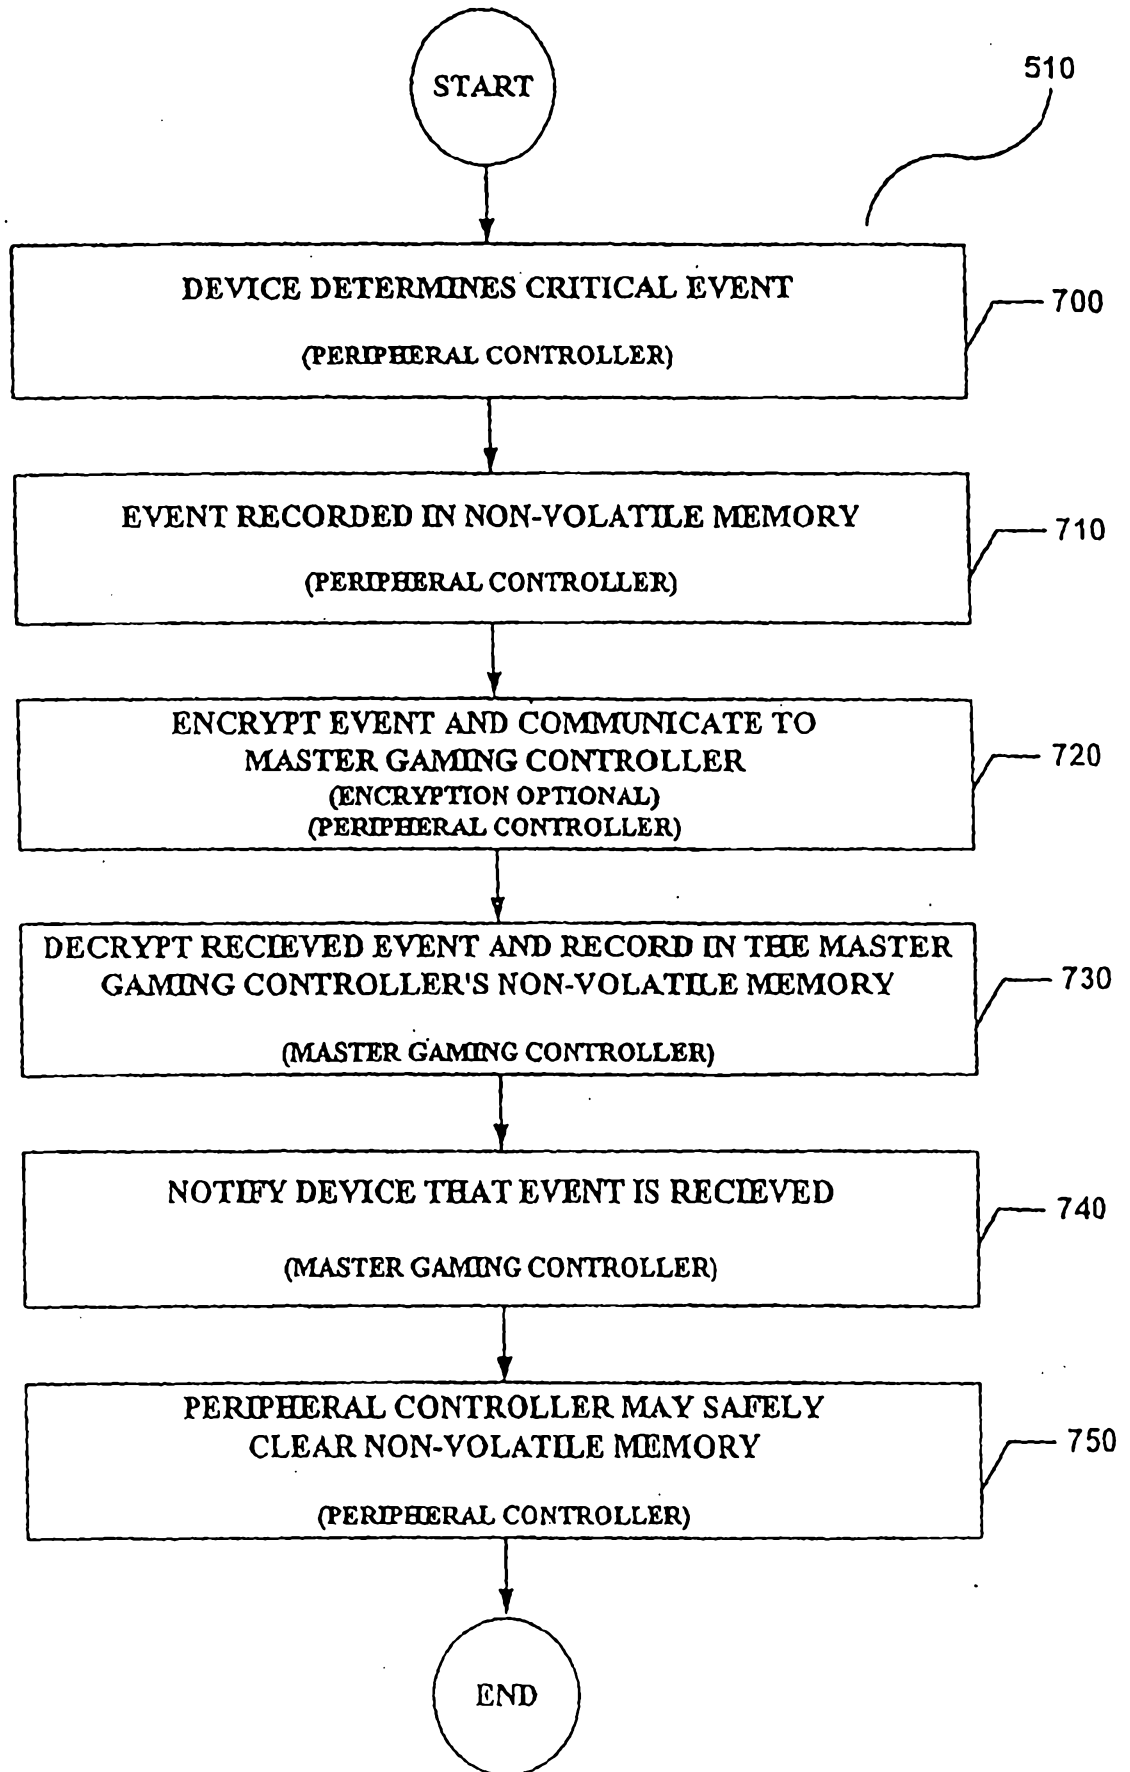 START
510
DEVICE DETERMINES CRITICAL EVENT
(PERIPHERAL CONTROLLER)
700
EVENT RECORDED IN NON-VOLATILE MEMORY
(PERIPHERAL CONTROLLER)
710
ENCRYPT EVENT AND COMMUNICATE TO
MASTER GAMING CONTROLLER
(ENCRYPTION OPTIONAL)
(PERIPHERAL CONTROLLER)
720
DECRYPT RECIEVED EVENT AND RECORD IN THE MASTER
GAMING CONTROLLER'S NON-VOLATILE MEMORY
(MASTER GAMING CONTROLLER)
730
NOTIFY DEVICE THAT EVENT IS RECIEVED
(MASTER GAMING CONTROLLER)
740
PERIPHERAL CONTROLLER MAY SAFELY
CLEAR NON-VOLATILE MEMORY
(PERIPHERAL CONTROLLER)
750
END